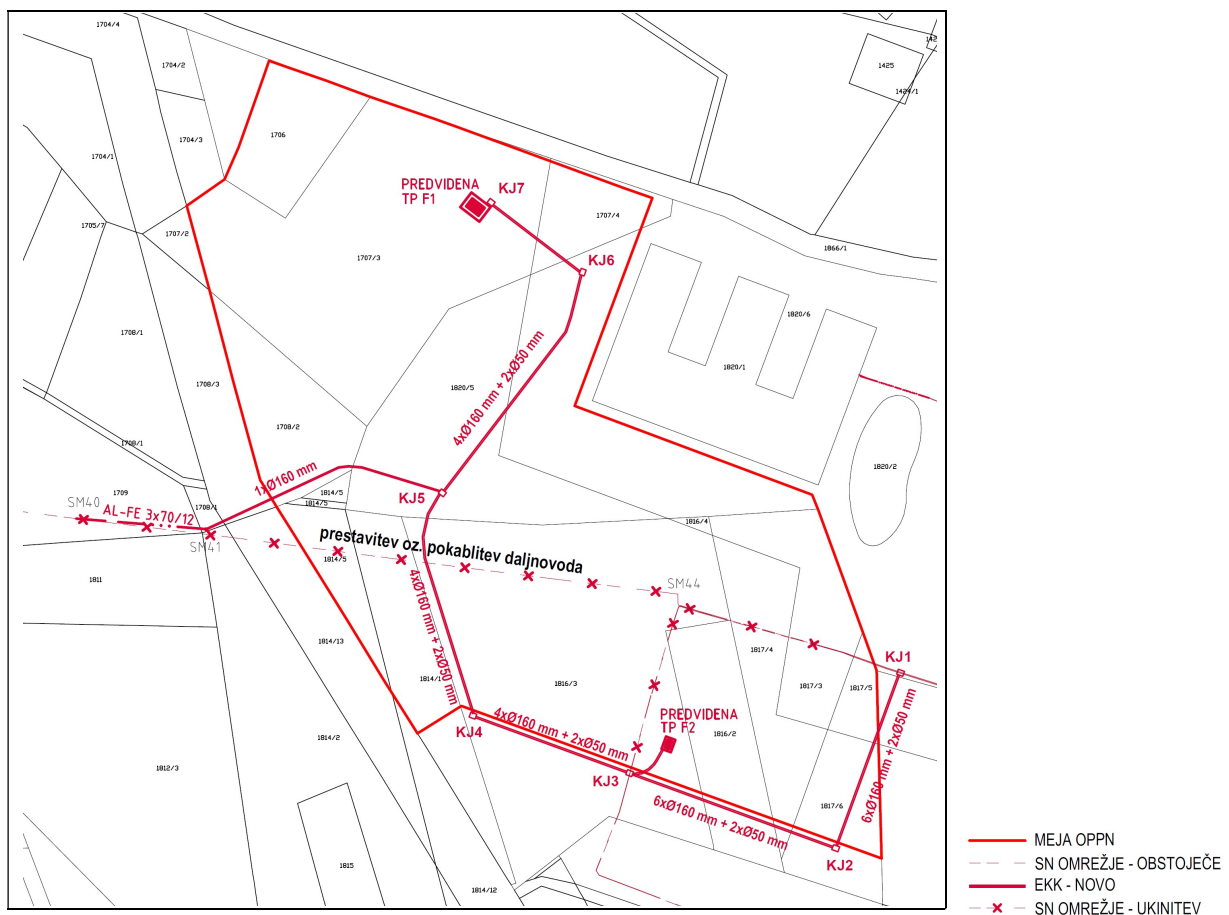 1704/4
1704/2
1425
1424/1
1704/3
1706
1704/1
PREDVIDENA
TP F1
KJ7
1707/4
1705/7
1707/2
1707/3
1866/1
KJ6
1820/6
1708/1
4xØ160 mm + 2xØ50 mm
1820/1
1708/3
1820/5
1708/2
1708/1
1820/2
1709
1xØ160 mm
1814/5
KJ5
SM40
AL-FE 3x70/12
1708/1
1814/5
1816/4
SM41
prestavitev oz. pokablitev daljnovoda
1814/5
1811
SM44
4xØ160 mm + 2xØ50 mm
1814/13
1817/4
KJ1
1814/1
1816/3
1817/3
1817/5
PREDVIDENA
TP F2
4xØ160 mm + 2xØ50 mm
1816/2
KJ4
1814/2
6xØ160 mm + 2xØ50 mm
1812/3
KJ3
6xØ160 mm + 2xØ50 mm
1817/6
KJ2
1815
1814/12
MEJA OPPN
SN OMREŽJE - OBSTOJEČE
EKK - NOVO
SN OMREŽJE - UKINITEV